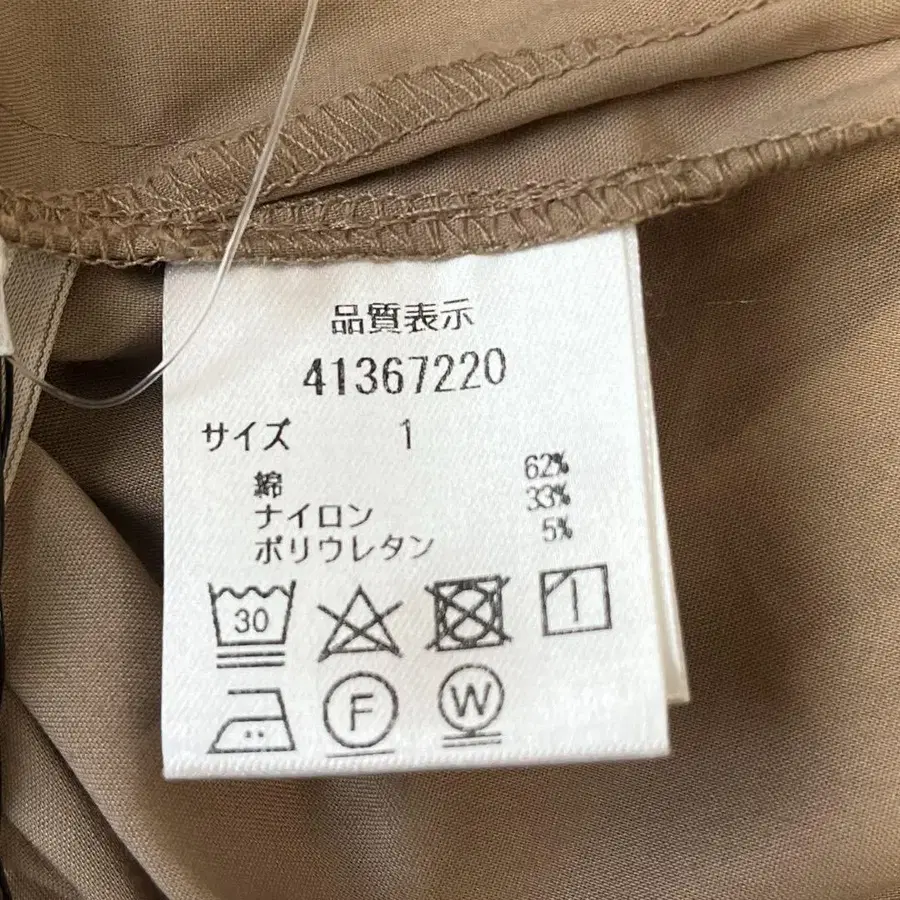 品質表示
41367220
サイズ 1
綿 62%
ナイロン 33%
ポリウレタン 5%
30
F W